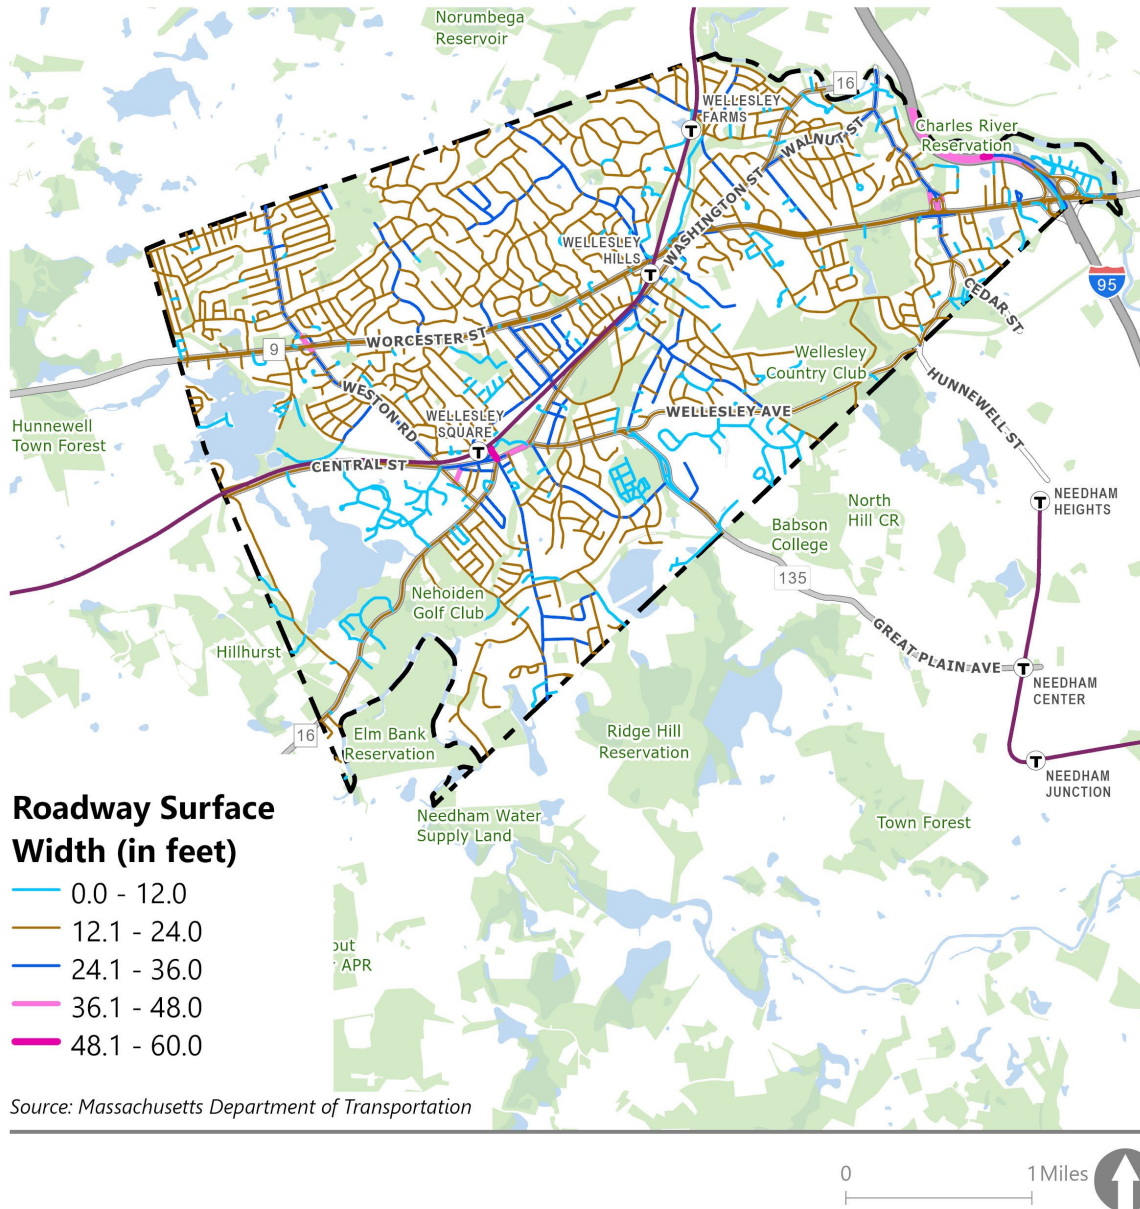 Norumbega
Reservoir
16
WELLESLEY
FARMS
T
Charles River
Reservation
WALNUT ST
WASHINGTON ST
WELLESLEY
HILLS
T
95
CEDAR ST
9
WORCESTER ST
Wellesley
Country Club
HUNNEWELL ST
WESTON RD
WELLESLEY
SQUARE
T
WELLESLEY AVE
Hunnewell
Town Forest
CENTRAL ST
T
NEEDHAM
HEIGHTS
North
Hill CR
Babson
College
135
Nehoiden
Golf Club
GREAT PLAIN AVE
T
NEEDHAM
CENTER
Hillhurst
16
Elm Bank
Reservation
Ridge Hill
Reservation
T
NEEDHAM
JUNCTION
Needham Water
Supply Land
Town Forest
Roadway Surface
Width (in feet)
0.0 - 12.0
12.1 - 24.0
24.1 - 36.0
36.1 - 48.0
48.1 - 60.0
APR
Source: Massachusetts Department of Transportation
0 1 Miles